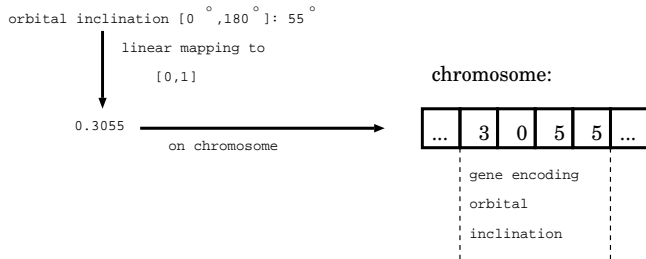 orbital inclination [0 °,180 °]: 55 °
linear mapping to
[0,1]
chromosome:
0.3055
on chromosome
... 3 0 5 5 ...
gene encoding
orbital
inclination